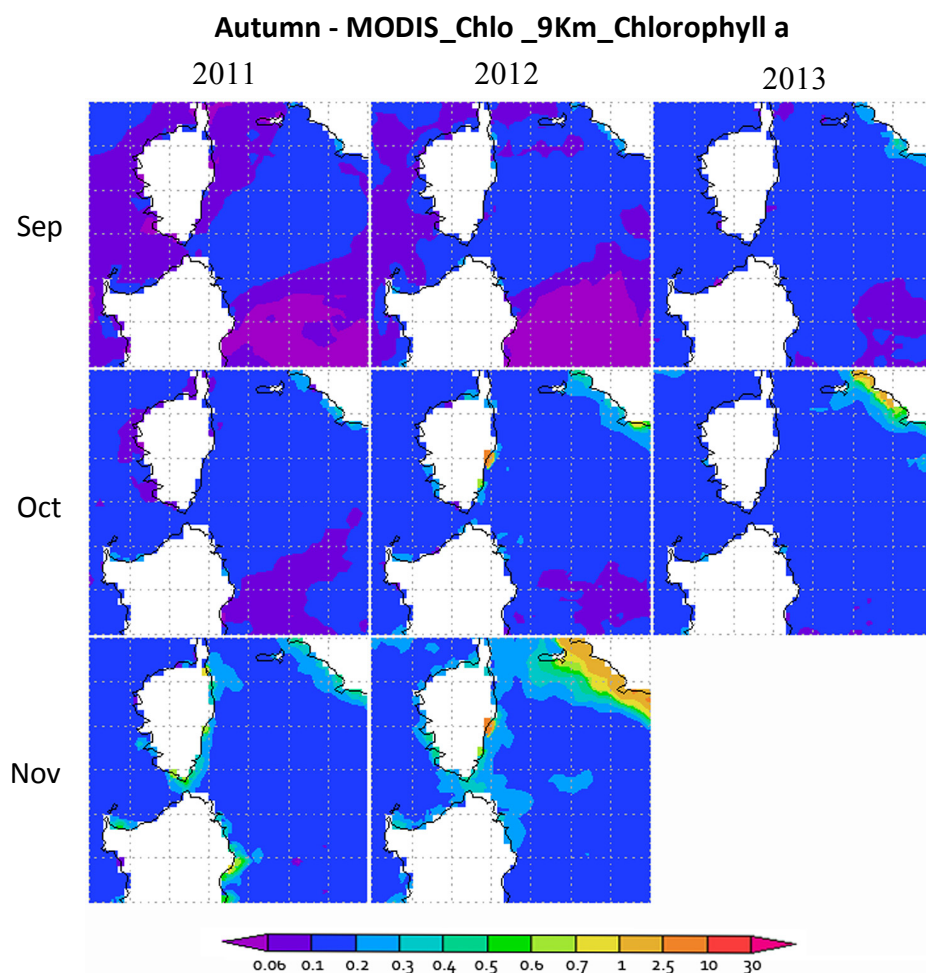 Autumn - MODIS_Chlo _9Km_Chlorophyll a
2011 2012 2013
Sep
Oct
Nov
0.06 0.1 0.2 0.3 0.4 0.5 0.6 0.7 1 2.5 10 30